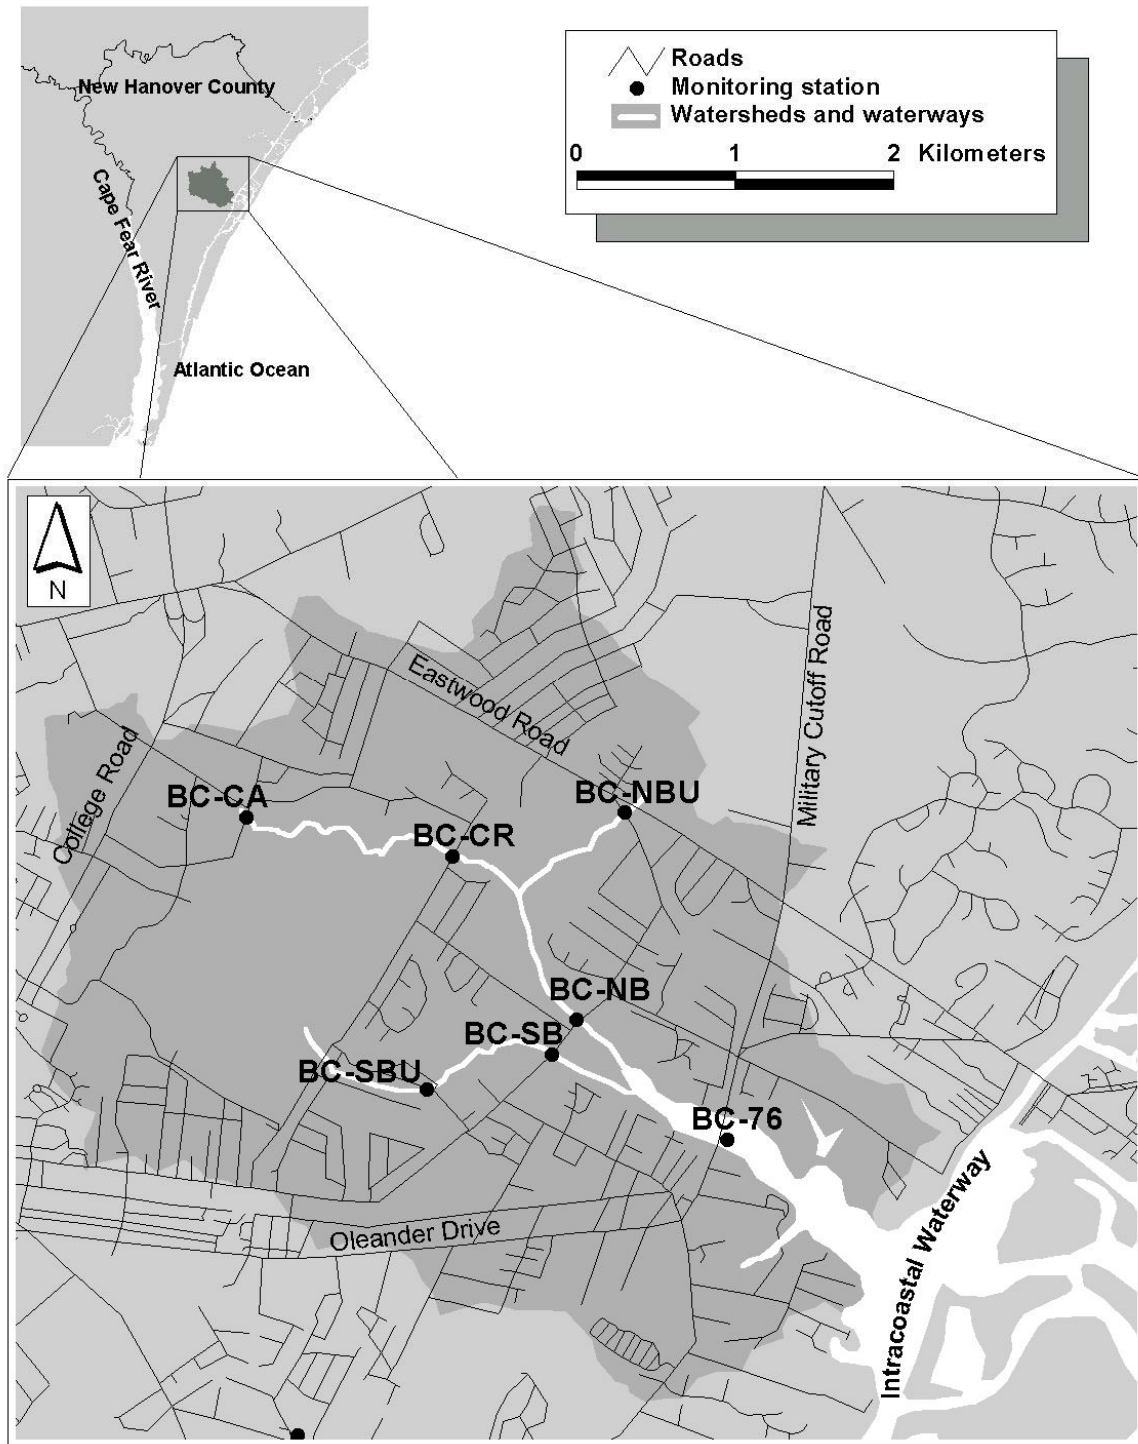 New Hanover County
Cape Fear River
Atlantic Ocean
Roads
Monitoring station
Watersheds and waterways
0 1 2 Kilometers
N
Eastwood Road
Military Cutoff Road
College Road
BC-CA
BC-NBU
BC-CR
BC-NB
BC-SB
BC-SBU
BC-76
Oleander Drive
Intracoastal Waterway